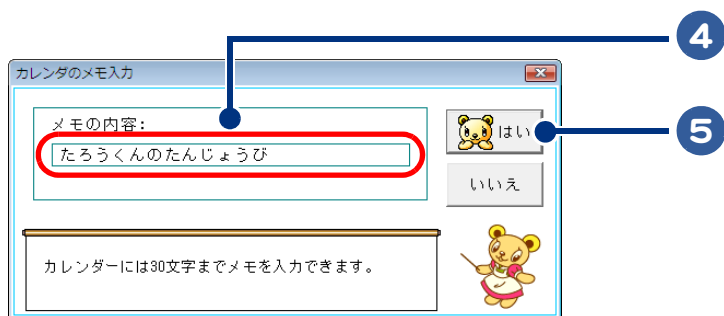 4
カレンダのメモ入力
メモの内容:
たろうくんのたんじょうび
はい
5
いいえ
カレンダーには30文字までメモを入力できます。